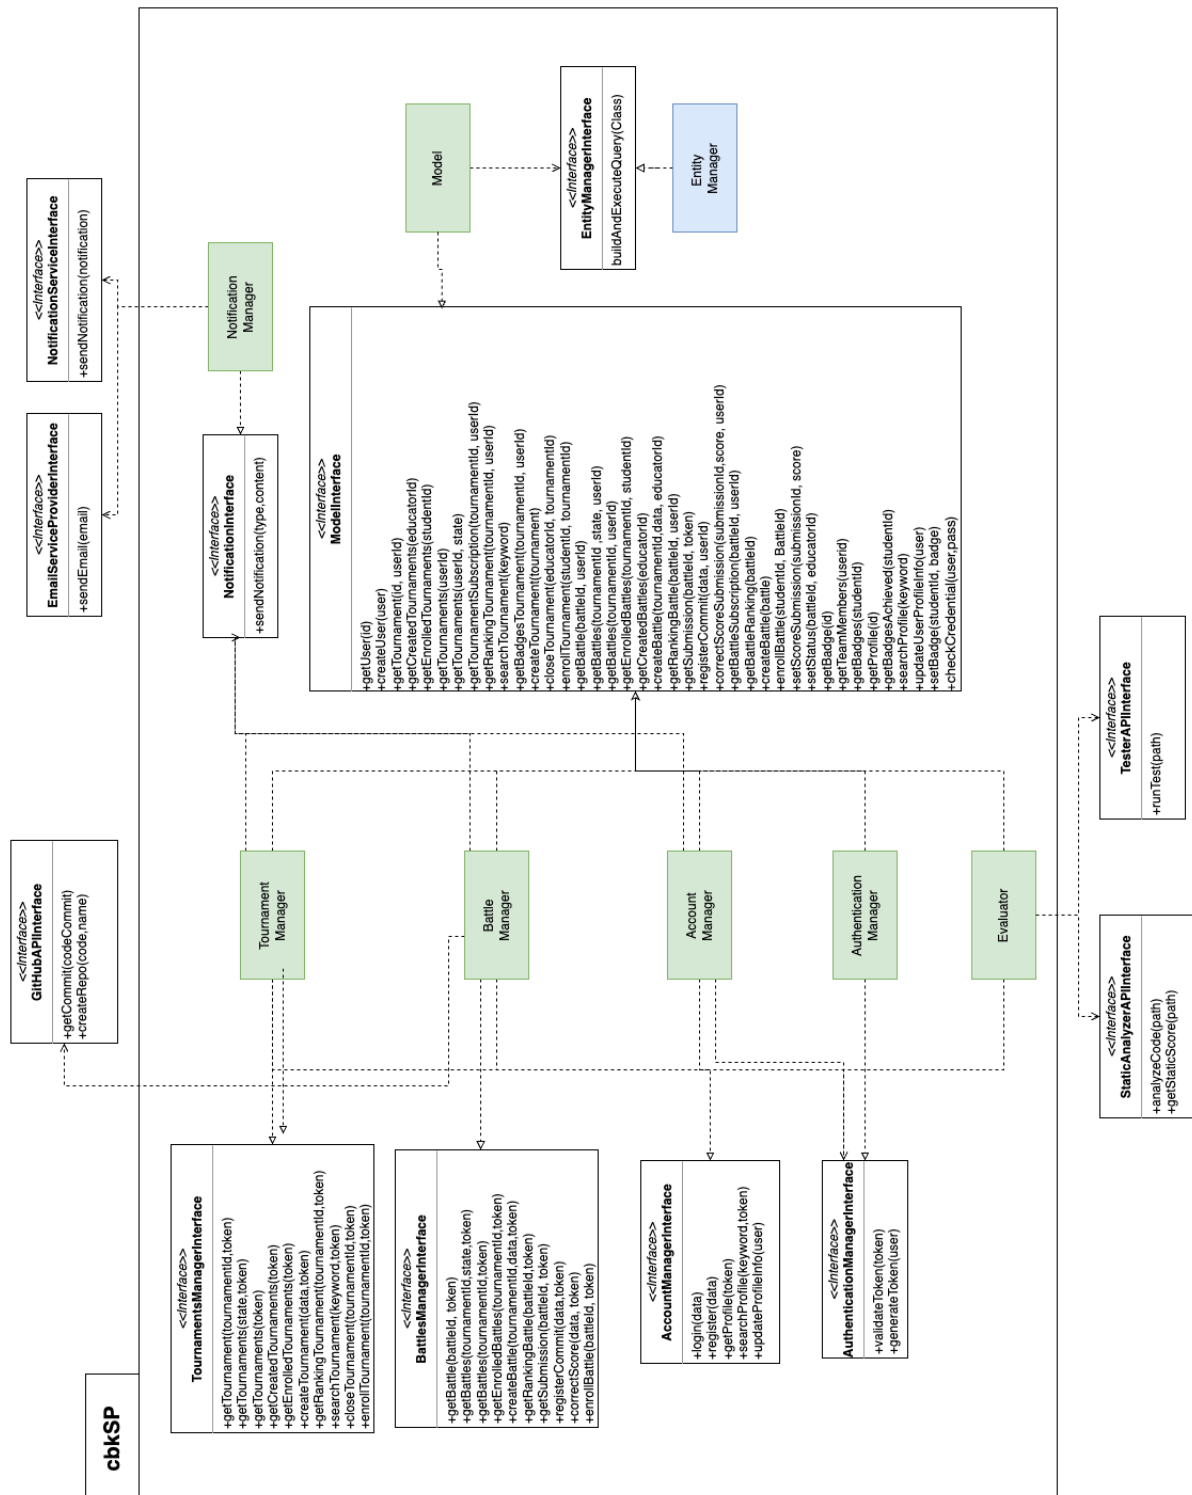 cbkSP
<<Interface>>
TournamentsManagerInterface
+getTournament(tournamentId,token)
+getTournaments(state,token)
+getTournaments(token)
+getCreatedTournaments(token)
+getEnrolledTournaments(token)
+createTournament(data,token)
+getRankingTournament(tournamentId,token)
+searchTournament(keyword,token)
+closeTournament(tournamentId,token)
+enrollTournament(tournamentId,token)
<<Interface>>
BattlesManagerInterface
+getBattle(battleId, token)
+getBattles(tournamentId,state,token)
+getBattles(tournamentId,token)
+getEnrolledBattles(tournamentId,token)
+createBattle(tournamentId,data,token)
+getRankingBattle(battleId,token)
+getSubmission(battleId, token)
+registerCommit(data,token)
+correctScore(data, token)
+enrollBattle(battleId, token)
<<Interface>>
AccountManagerInterface
+login(data)
+register(data)
+getProfile(token)
+searchProfile(keyword,token)
+updateProfileInfo(user)
<<Interface>>
AuthenticationManagerInterface
+validateToken(token)
+generateToken(user)
<<Interface>>
GitHubAPIInterface
+getCommit(codeCommit)
+createRepo(code,name)
Tournament
Manager
Battle
Manager
Account
Manager
Authentication
Manager
Evaluator
<<Interface>>
StaticAnalyzerAPIInterface
+analyzeCode(path)
+getStaticScore(path)
<<Interface>>
TesterAPIInterface
+runTest(path)
<<Interface>>
EmailServiceProviderInterface
+sendEmail(email)
<<Interface>>
NotificationServiceInterface
+sendNotification(notification)
<<Interface>>
NotificationInterface
+sendNotification(type,content)
Notification
Manager
<<Interface>>
ModelInterface
+getUser(id)
+createUser(user)
+getTournament(id, userId)
+getCreatedTournaments(educatorId)
+getEnrolledTournaments(studentId)
+getTournaments(userId)
+getTournaments(userId, state)
+getTournamentSubscription(tournamentId, userId)
+getRankingTournament(tournamentId, userId)
+searchTournament(keyword)
+getBadgesTournament(tournamentId, userId)
+createTournament(tournament)
+closeTournament(educatorId, tournamentId)
+enrollTournament(studentId, tournamentId)
+getBattle(battleId, userId)
+getBattles(tournamentId ,state, userId)
+getBattles(tournamentId, userId)
+getEnrolledBattles(tournamentId, studentId)
+getCreatedBattles(educatorId)
+createBattle(tournamentId,data, educatorId)
+getRankingBattle(battleId, userId)
+getSubmission(battleId, token)
+registerCommit(data, userId)
+correctScoreSubmission(submissionId,score, userId)
+getBattleSubscription(battleId, userId)
+getBattleRanking(battleId)
+createBattle(battle)
+enrollBattle(studentId, BattleId)
+setScoreSubmission(submissionId, score)
+setStatus(battleId, educatorId)
+getBadge(id)
+getTeamMembers(userid)
+getBadges(studentId)
+getProfile(id)
+getBadgesAchieved(studentId)
+searchProfile(keyword)
+updateUserProfileInfo(user)
+setBadge(studentId, badge)
+checkCredential(user,pass)
Model
<<Interface>>
EntityManagerInterface
buildAndExecuteQuery(Class)
Entity
Manager